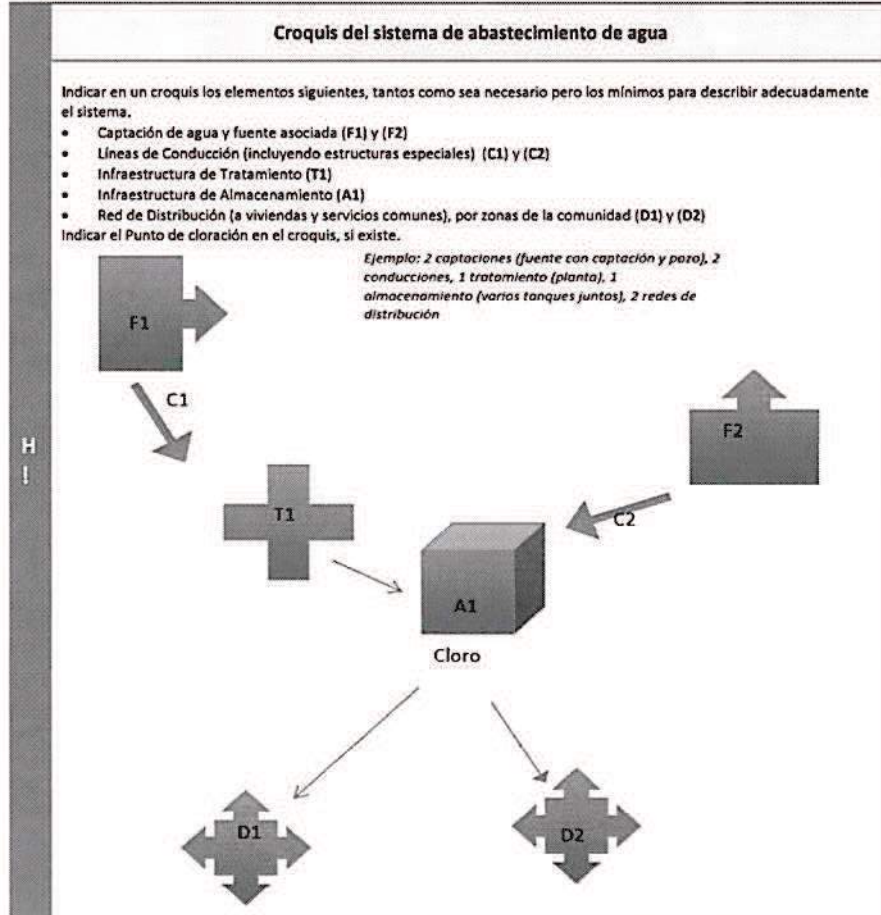 Croquis del sistema de abastecimiento de agua
Indicar en un croquis los elementos siguientes, tantos como sea necesario pero los mínimos para describir adecuadamente
el sistema.
• Captación de agua y fuente asociada (F1) y (F2)
• Líneas de Conducción (incluyendo estructuras especiales) (C1) y (C2)
• Infraestructura de Tratamiento (T1)
• Infraestructura de Almacenamiento (A1)
• Red de Distribución (a viviendas y servicios comunes), por zonas de la comunidad (D1) y (D2)
Indicar el Punto de cloración en el croquis, si existe.
Ejemplo: 2 captaciones (fuente con captación y pozo), 2
conducciones, 1 tratamiento (planta), 1
almacenamiento (varios tanques juntos), 2 redes de
distribución
F1
C1
F2
H
I
T1
C2
A1
Cloro
D1
D2